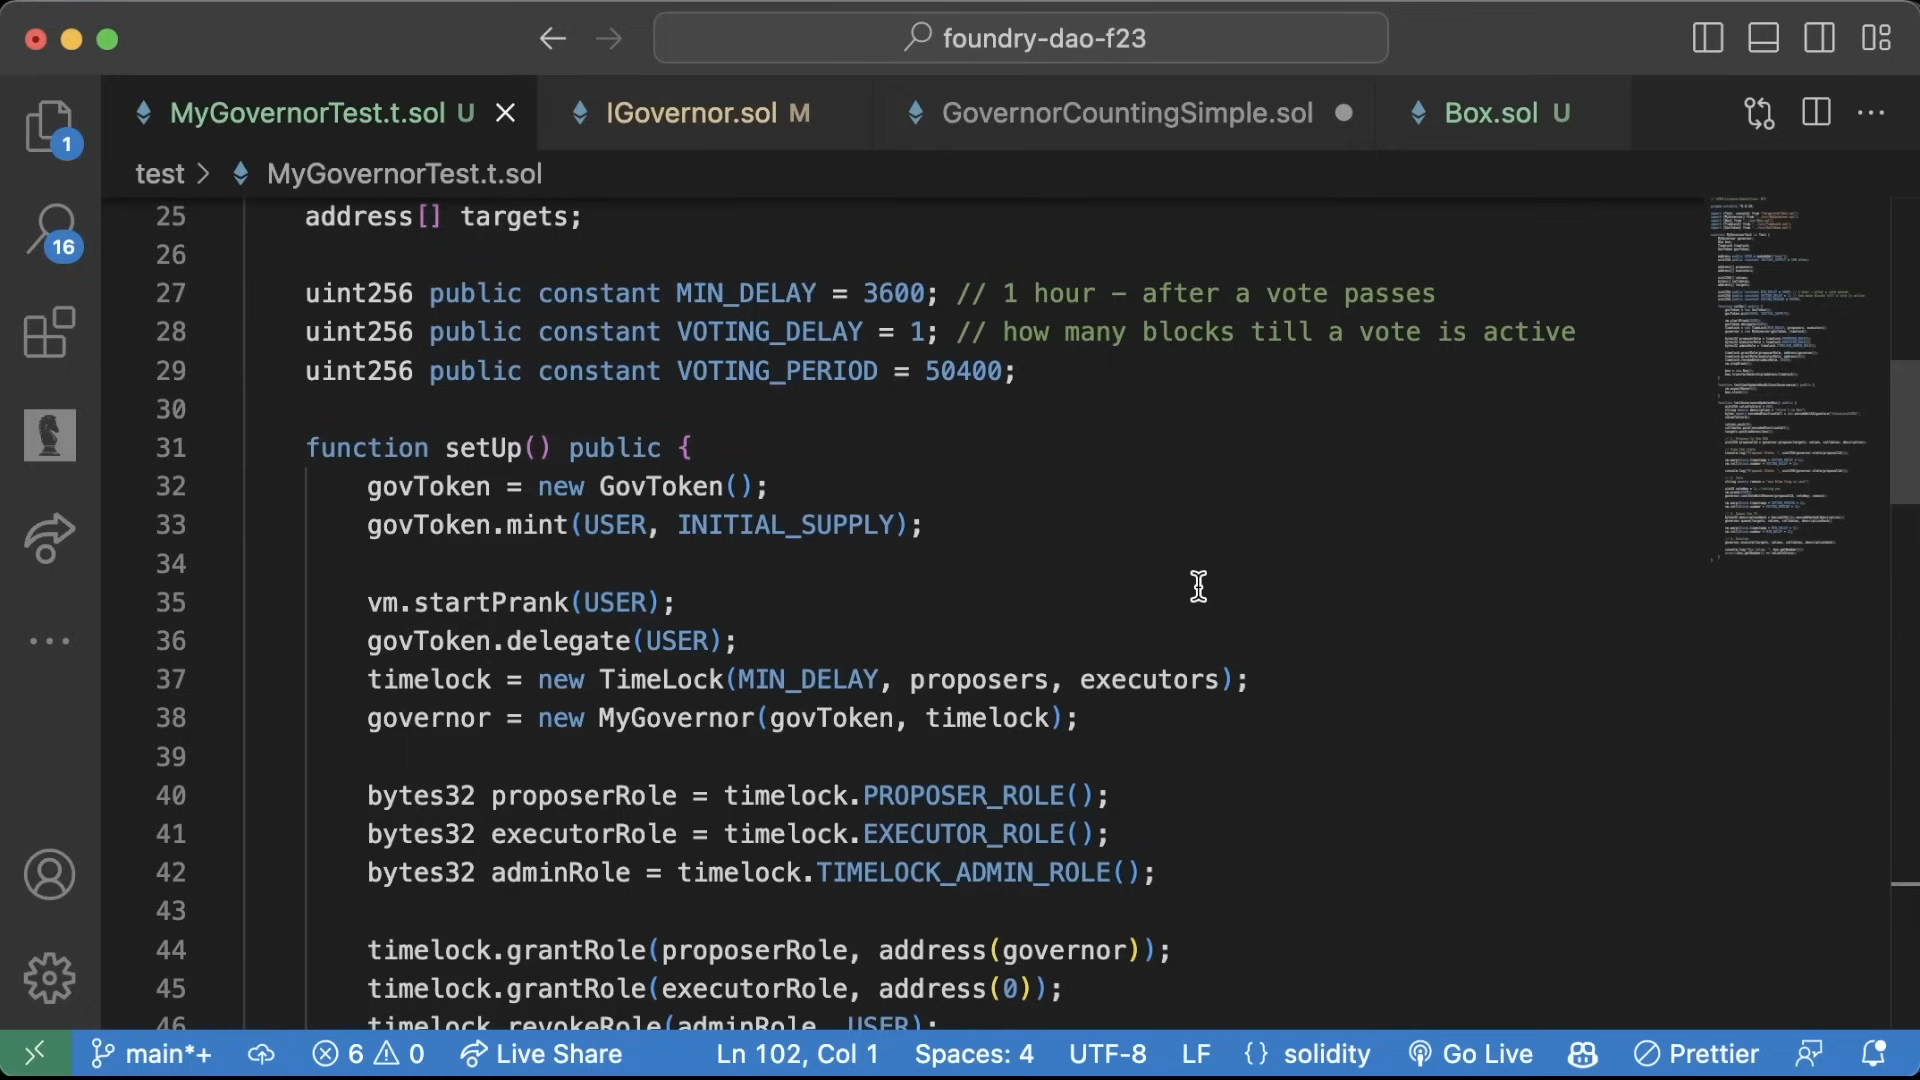 foundry-dao-f23
MyGovernorTest.t.sol U
IGovernor.sol M
GovernorCountingSimple.sol
Box.sol U
1
16
test > MyGovernorTest.t.sol
25 address[] targets;
26
27 uint256 public constant MIN_DELAY = 3600; // 1 hour - after a vote passes
28 uint256 public constant VOTING_DELAY = 1; // how many blocks till a vote is active
29 uint256 public constant VOTING_PERIOD = 50400;
30
31 function setUp() public {
32 govToken = new GovToken();
33 govToken.mint(USER, INITIAL_SUPPLY);
34
35 vm.startPrank(USER);
36 govToken.delegate(USER);
37 timelock = new TimeLock(MIN_DELAY, proposers, executors);
38 governor = new MyGovernor(govToken, timelock);
39
40 bytes32 proposerRole = timelock.PROPOSER_ROLE();
41 bytes32 executorRole = timelock.EXECUTOR_ROLE();
42 bytes32 adminRole = timelock.TIMELOCK_ADMIN_ROLE();
43
44 timelock.grantRole(proposerRole, address(governor));
45 timelock.grantRole(executorRole, address(0));
46 timelock.revokeRole(adminRole, USER);
main*+ 6 0 Live Share Ln 102, Col 1 Spaces: 4 UTF-8 LF {} solidity Go Live Prettier